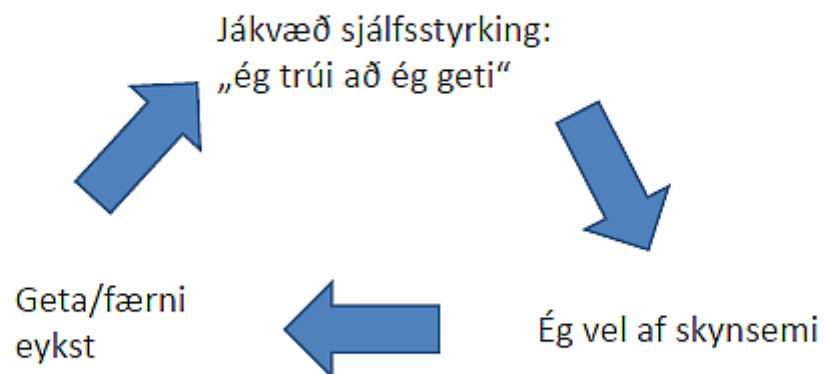 Jákvæð sjálfsstyrking:
„ég trúi að ég geti“
Ég vel af skynsemi
Geta/færni
eykst